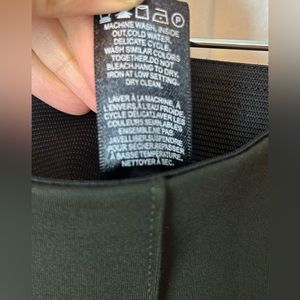 MACHINE WASH, INSIDE
OUT, COLD WATER,
DELICATE CYCLE.
WASH SIMILAR COLORS
TOGETHER. DO NOT
BLEACH. HANG TO DRY.
IRON AT LOW SETTING.
DRY CLEAN.
LAVER À LA MACHINE, À
L'ENVERS, À L'EAU FROIDE,
CYCLE DÉLICAT. LAVER LES
COULEURS SEMBLABLES
ENSEMBLE. NE PAS
JAVELLISER. SUSPENDRE
POUR SÉCHER. REPASSER
À BASSE TEMPÉRATURE.
NETTOYER À SEC.